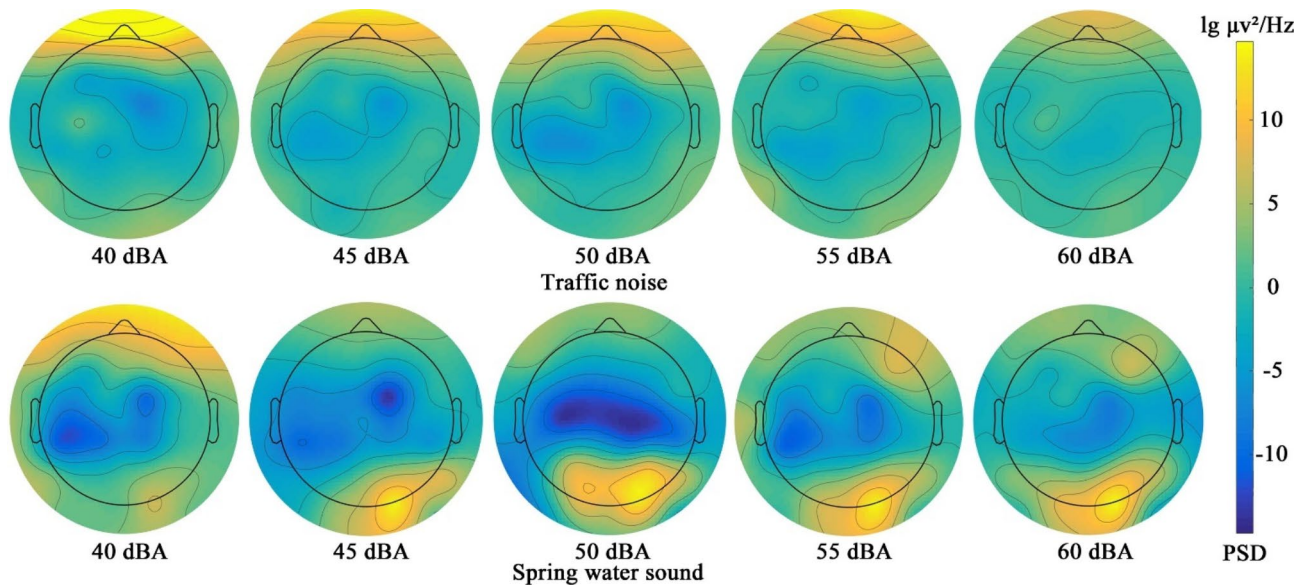 lg μv²/Hz
40 dBA 45 dBA 50 dBA 55 dBA 60 dBA
Traffic noise
10
5
0
-5
-10
40 dBA 45 dBA 50 dBA 55 dBA 60 dBA
Spring water sound
PSD